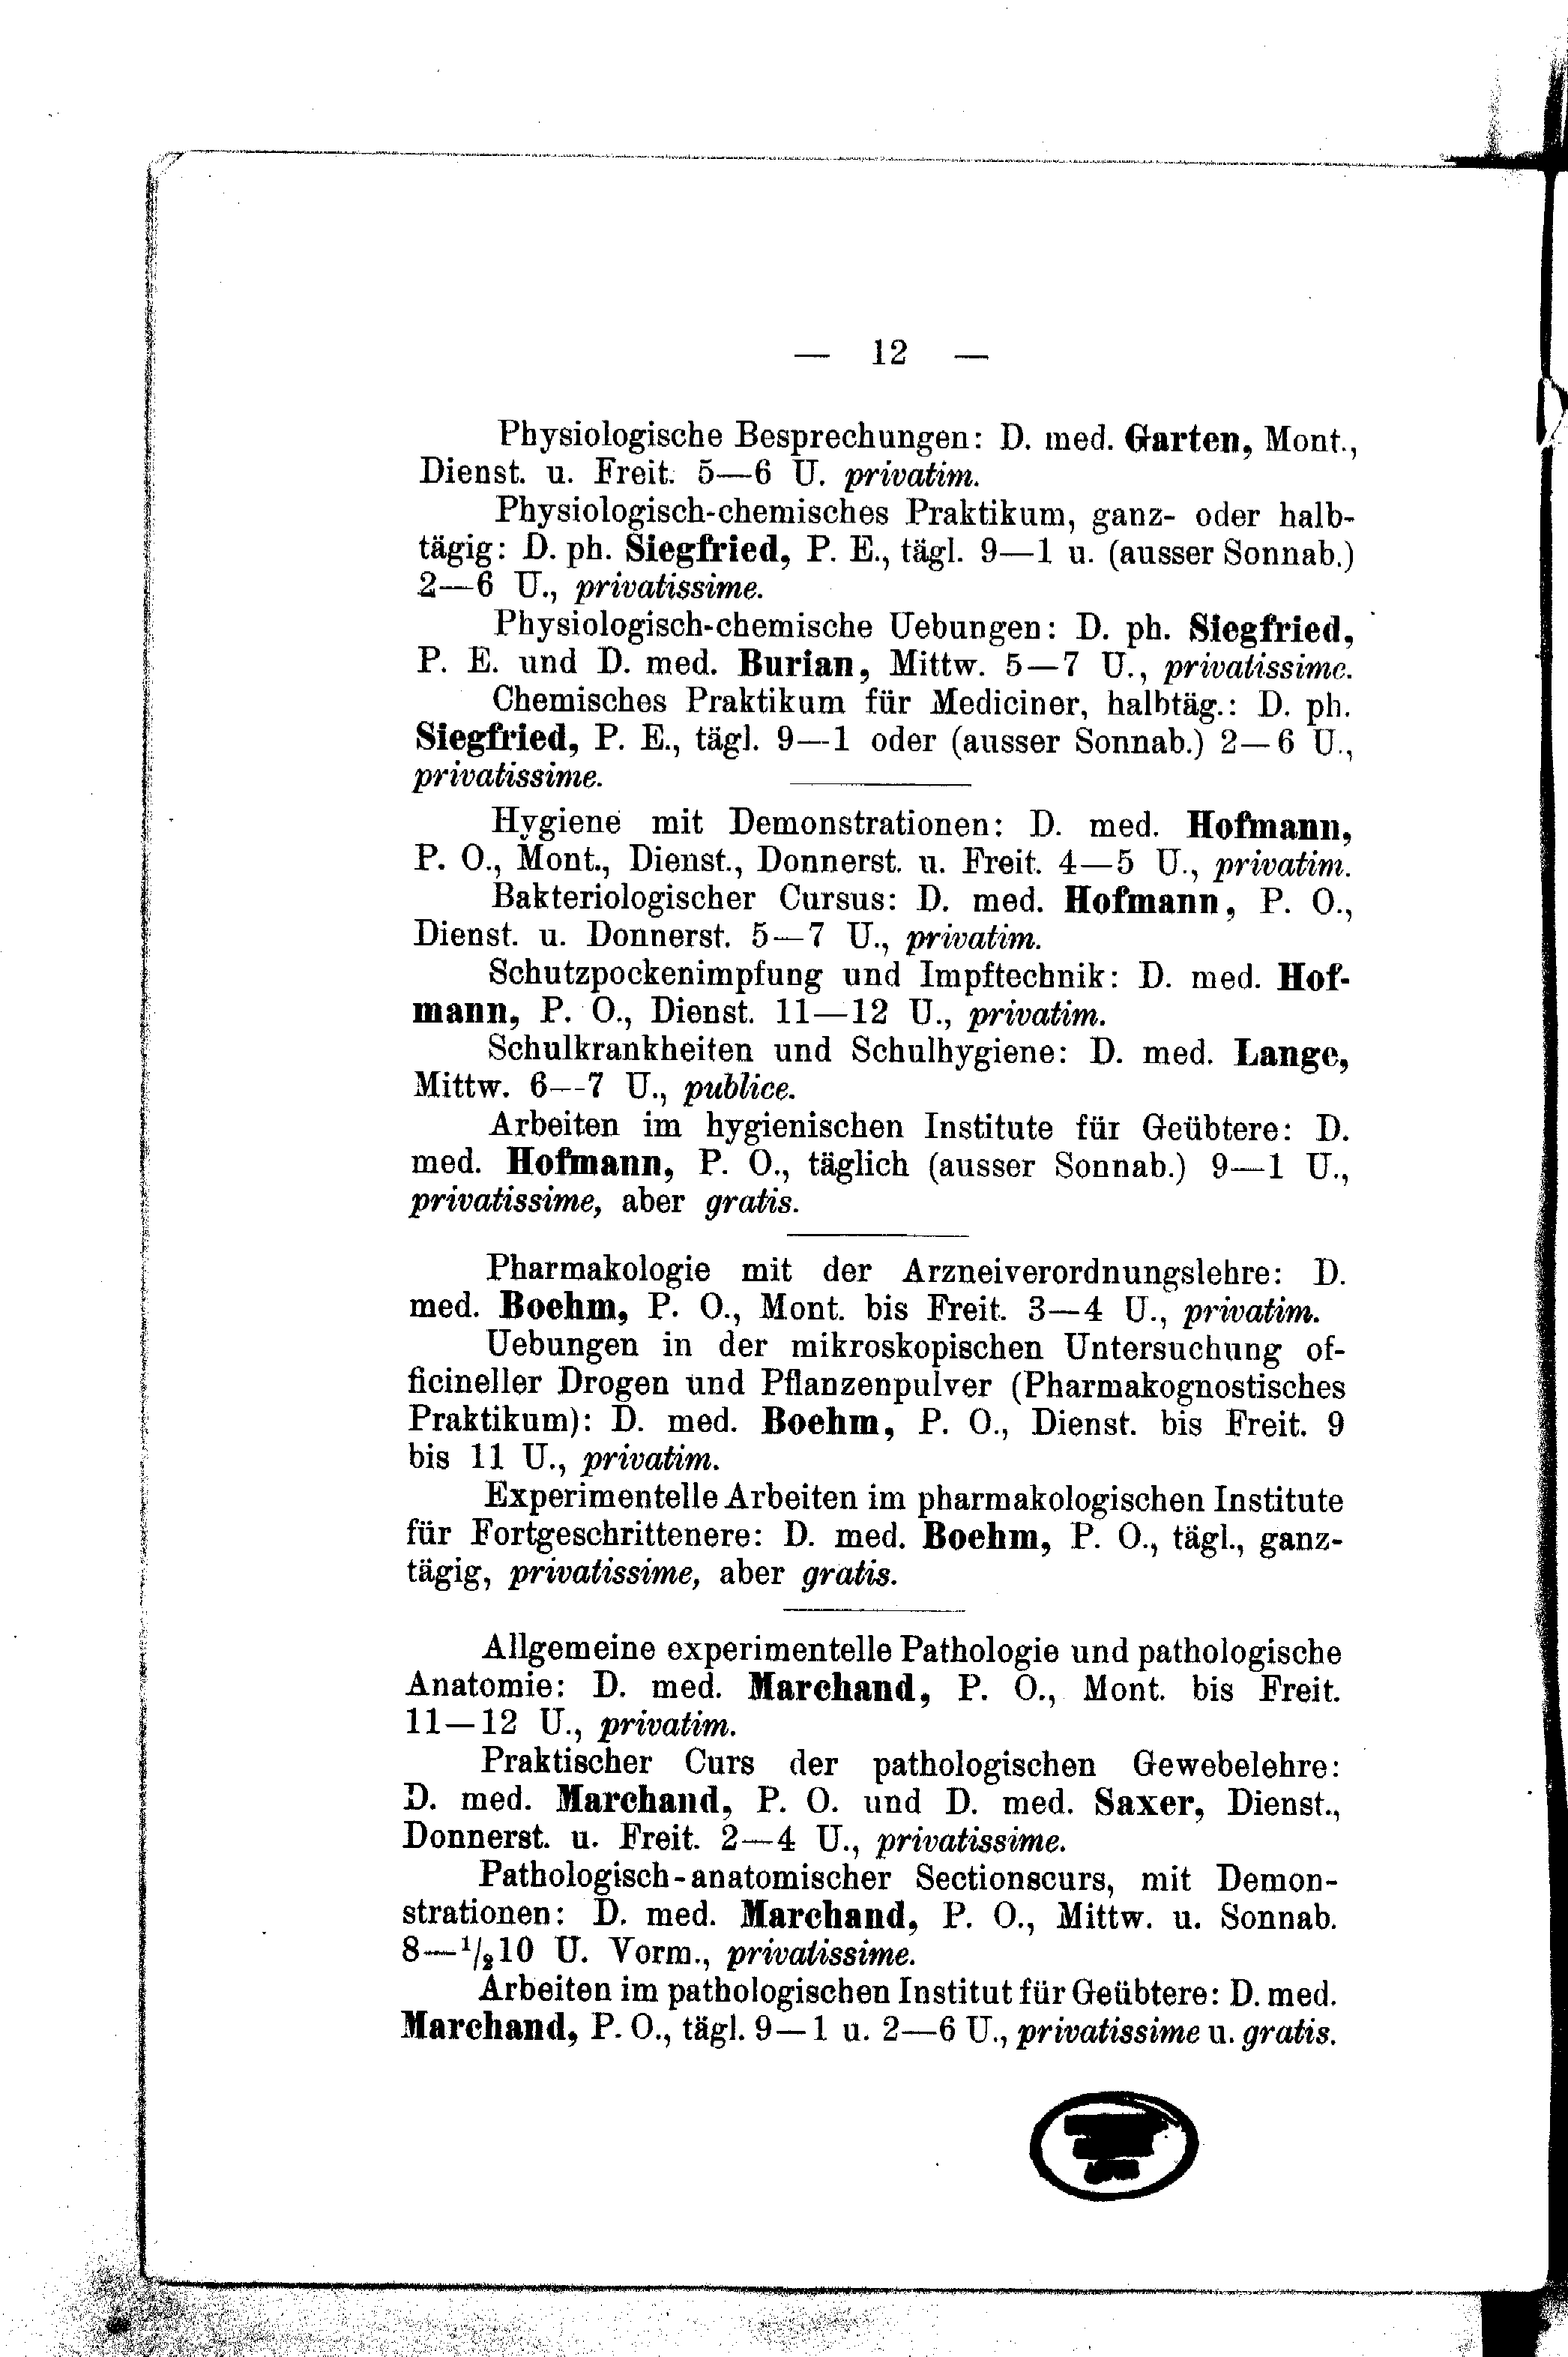 — 12 —
Physiologische Besprechungen: D. med. Garten, Mont.,
Dienst. u. Freit. 5—6 U. privatim.
Physiologisch-chemisches Praktikum, ganz- oder halb-
tägig: D. ph. Siegfried, P. E., tägl. 9—1 u. (ausser Sonnab.)
2—6 U., privatissime.
Physiologisch-chemische Uebungen: D. ph. Siegfried,
P. E. und D. med. Burian, Mittw. 5—7 U., privatissime.
Chemisches Praktikum für Mediciner, halbtäg.: D. ph.
Siegfried, P. E., tägl. 9—1 oder (ausser Sonnab.) 2—6 U.,
privatissime.
Hygiene mit Demonstrationen: D. med. Hofmann,
P. O., Mont., Dienst., Donnerst. u. Freit. 4—5 U., privatim.
Bakteriologischer Cursus: D. med. Hofmann, P. O.,
Dienst. u. Donnerst. 5—7 U., privatim.
Schutzpockenimpfung und Impftechnik: D. med. Hof-
mann, P. O., Dienst. 11—12 U., privatim.
Schulkrankheiten und Schulhygiene: D. med. Lange,
Mittw. 6—7 U., publice.
Arbeiten im hygienischen Institute für Geübtere: D.
med. Hofmann, P. O., täglich (ausser Sonnab.) 9—1 U.,
privatissime, aber gratis.
Pharmakologie mit der Arzneiverordnungslehre: D.
med. Boehm, P. O., Mont. bis Freit. 3—4 U., privatim.
Uebungen in der mikroskopischen Untersuchung of-
ficineller Drogen und Pflanzenpulver (Pharmakognostisches
Praktikum): D. med. Boehm, P. O., Dienst. bis Freit. 9
bis 11 U., privatim.
Experimentelle Arbeiten im pharmakologischen Institute
für Fortgeschrittenere: D. med. Boehm, P. O., tägl., ganz-
tägig, privatissime, aber gratis.
Allgemeine experimentelle Pathologie und pathologische
Anatomie: D. med. Marchand, P. O., Mont. bis Freit.
11—12 U., privatim.
Praktischer Curs der pathologischen Gewebelehre:
D. med. Marchand, P. O. und D. med. Saxer, Dienst.,
Donnerst. u. Freit. 2—4 U., privatissime.
Pathologisch-anatomischer Sectionscurs, mit Demon-
strationen: D. med. Marchand, P. O., Mittw. u. Sonnab.
8—1/210 U. Vorm., privatissime.
Arbeiten im pathologischen Institut für Geübtere: D. med.
Marchand, P. O., tägl. 9—1 u. 2—6 U., privatissime u. gratis.